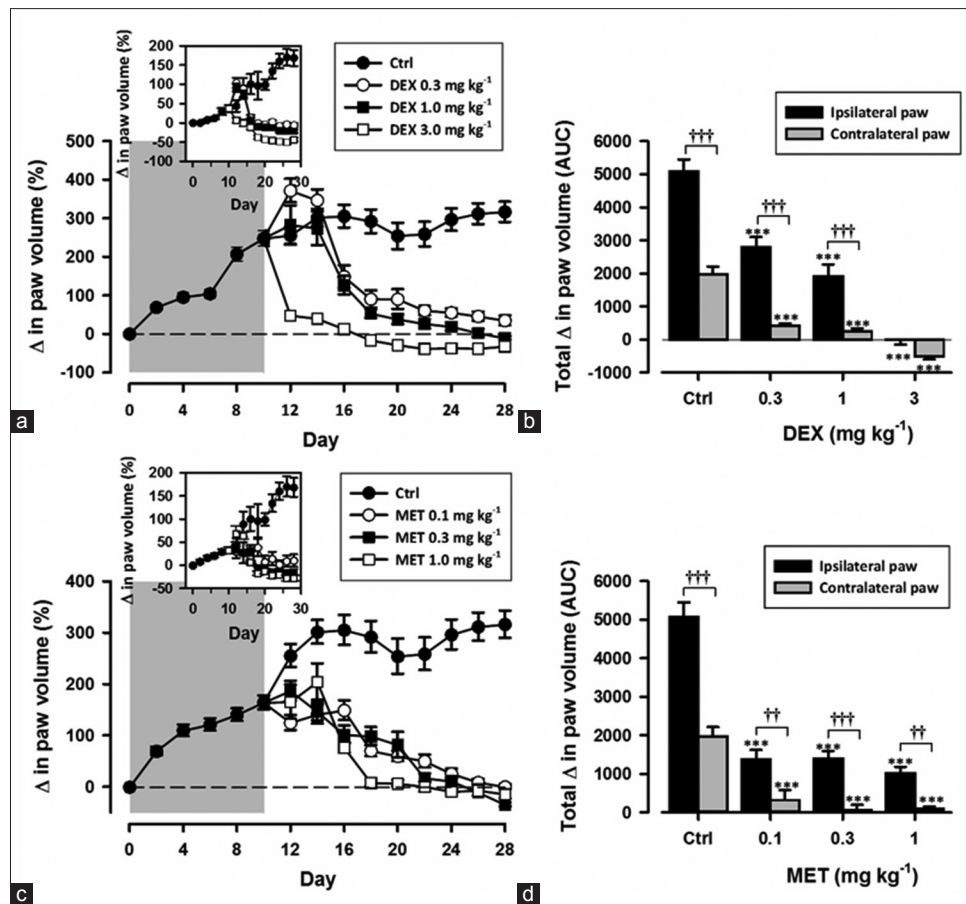 Δ in paw volume (%)
200
150
100
50
0
-50
-100
0 10 20 30
Day
Ctrl
DEX 0.3 mg kg-1
DEX 1.0 mg kg-1
DEX 3.0 mg kg-1
Δ in paw volume (%)
500
400
300
200
100
0
-100
0 4 8 12 16 20 24 28
Day
a
Ipsilateral paw
Contralateral paw
Total Δ in paw volume (AUC)
6000
5000
4000
3000
2000
1000
0
-1000
†††
†††
†††
***
***
***
***
***
***
Ctrl 0.3 1 3
DEX (mg kg-1)
b
Δ in paw volume (%)
200
150
100
50
0
-50
0 10 20 30
Day
Ctrl
MET 0.1 mg kg-1
MET 0.3 mg kg-1
MET 1.0 mg kg-1
Δ in paw volume (%)
400
300
200
100
0
0 4 8 12 16 20 24 28
Day
c
Ipsilateral paw
Contralateral paw
Total Δ in paw volume (AUC)
6000
5000
4000
3000
2000
1000
0
†††
††
†††
††
***
***
***
***
***
***
Ctrl 0.1 0.3 1
MET (mg kg-1)
d